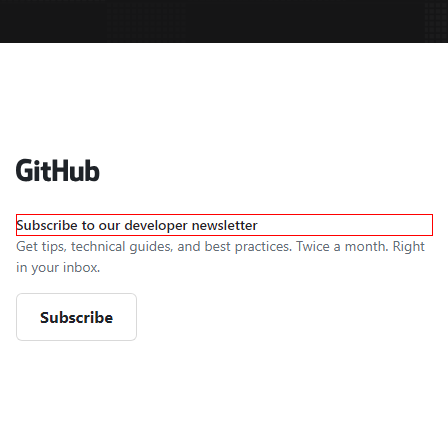 GitHub
Subscribe to our developer newsletter
Get tips, technical guides, and best practices. Twice a month. Right
in your inbox.
Subscribe